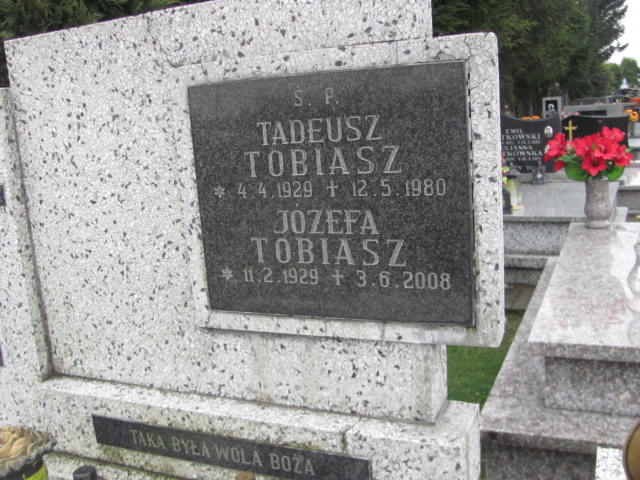 Ś. P.
TADEUSZ
TOBIASZ
* 4.4.1929 + 12.5.1980
JÓZEFA
TOBIASZ
* 11.2.1929 + 3.6.2008
TAKA BYŁA WOLA BOŻA
EMIL